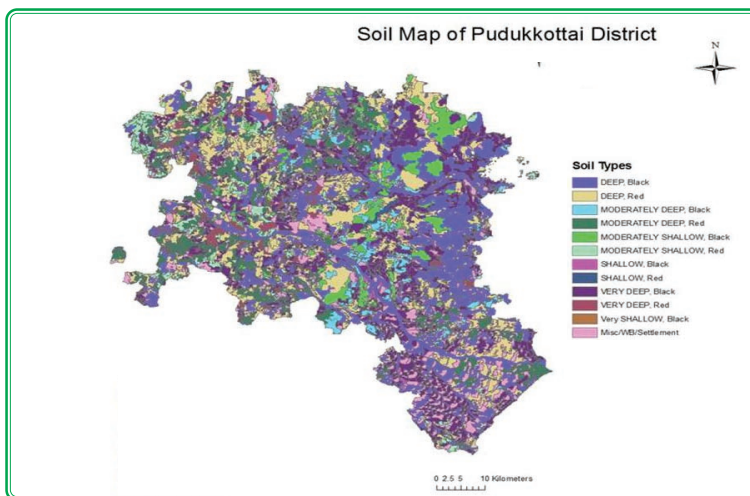 Soil Map of Pudukkottai District
N
Soil Types
DEEP, Black
DEEP, Red
MODERATELY DEEP, Black
MODERATELY DEEP, Red
MODERATELY SHALLOW, Black
MODERATELY SHALLOW, Red
SHALLOW, Black
SHALLOW, Red
VERY DEEP, Black
VERY DEEP, Red
Very SHALLOW, Black
Misc/WB/Settlement
0 2.5 5 10 Kilometers